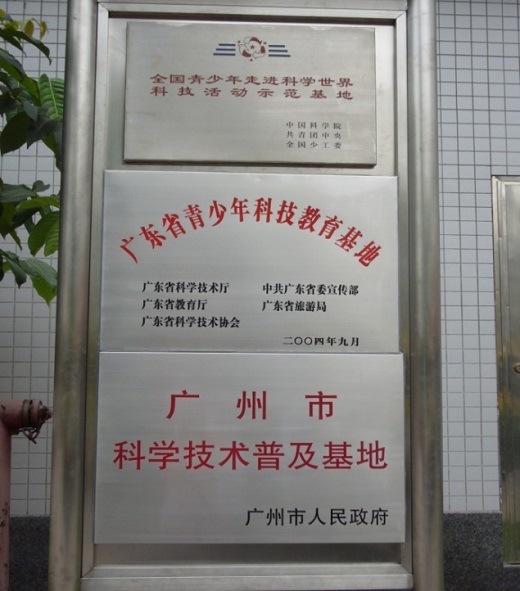 全国青少年走进科学世界
科技活动示范基地
中国科学院
共青团中央
全国少工委
广东省青少年科技教育基地
广东省科学技术厅 中共广东省委宣传部
广东省教育厅 广东省旅游局
广东省科学技术协会
二〇〇四年九月
广州市
科学技术普及基地
广州市人民政府